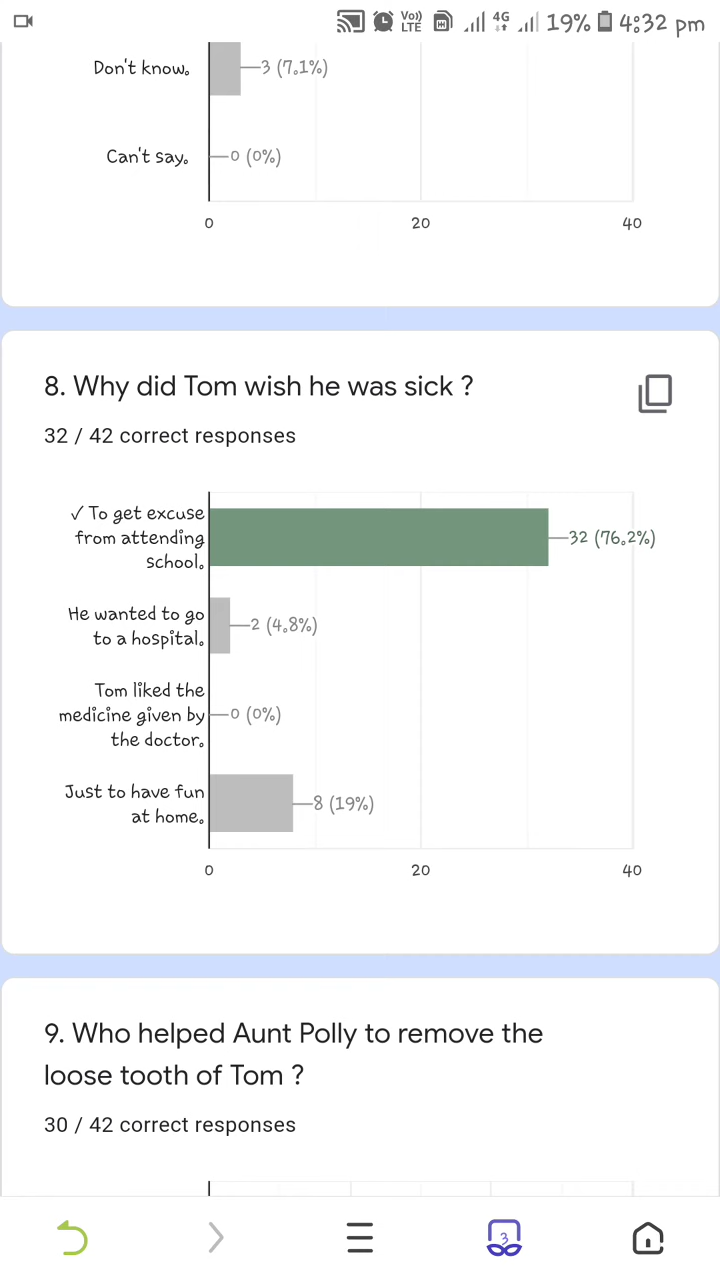 Vo))
LTE
4G
19%
4:32 pm
Don't know.
3 (7.1%)
Can't say.
0 (0%)
0
20
40
8. Why did Tom wish he was sick ?
32 / 42 correct responses
✓ To get excuse
from attending
school.
32 (76.2%)
He wanted to go
to a hospital.
2 (4.8%)
Tom liked the
medicine given by
the doctor.
0 (0%)
Just to have fun
at home.
8 (19%)
0
20
40
9. Who helped Aunt Polly to remove the
loose tooth of Tom ?
30 / 42 correct responses
3